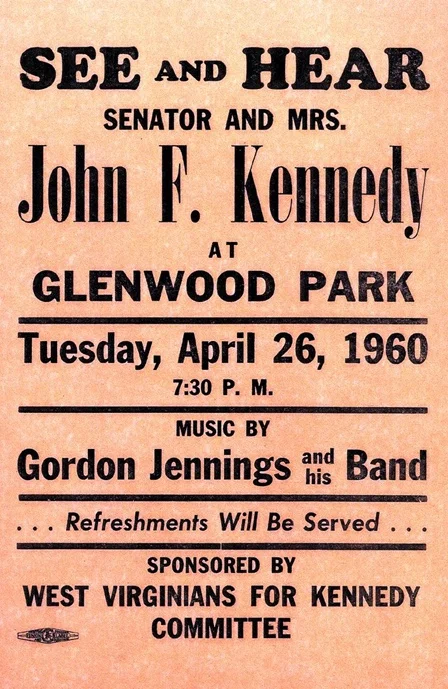 SEE AND HEAR
SENATOR AND MRS.
John F. Kennedy
AT
GLENWOOD PARK
Tuesday, April 26, 1960
7:30 P. M.
MUSIC BY
Gordon Jennings and his Band
. . . Refreshments Will Be Served . . .
SPONSORED BY
WEST VIRGINIANS FOR KENNEDY
COMMITTEE